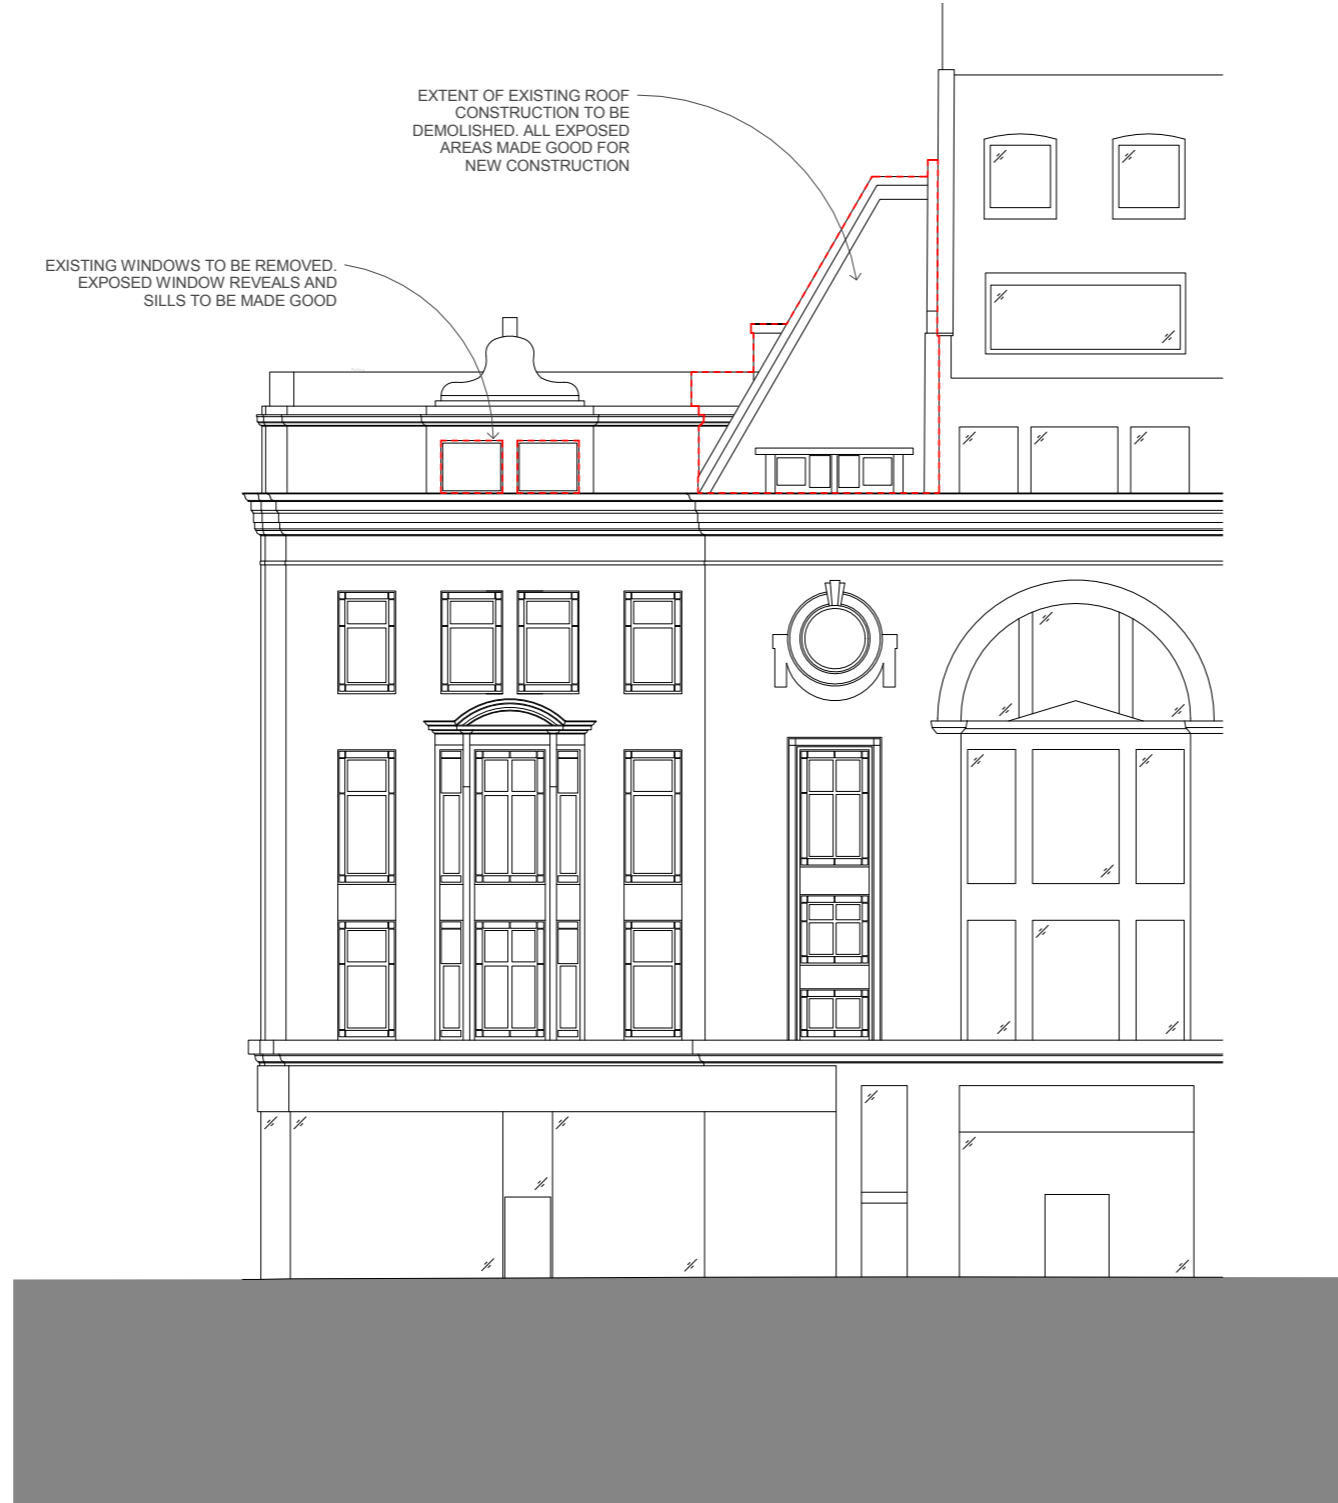 EXTENT OF EXISTING ROOF
CONSTRUCTION TO BE
DEMOLISHED. ALL EXPOSED
AREAS MADE GOOD FOR
NEW CONSTRUCTION
EXISTING WINDOWS TO BE REMOVED.
EXPOSED WINDOW REVEALS AND
SILLS TO BE MADE GOOD